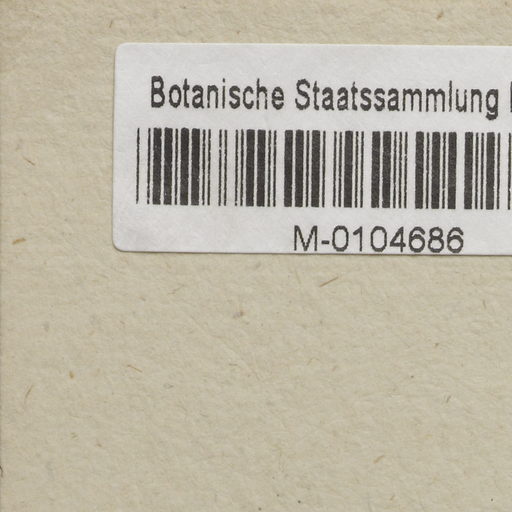 Botanische Staatssammlung
M-0104686